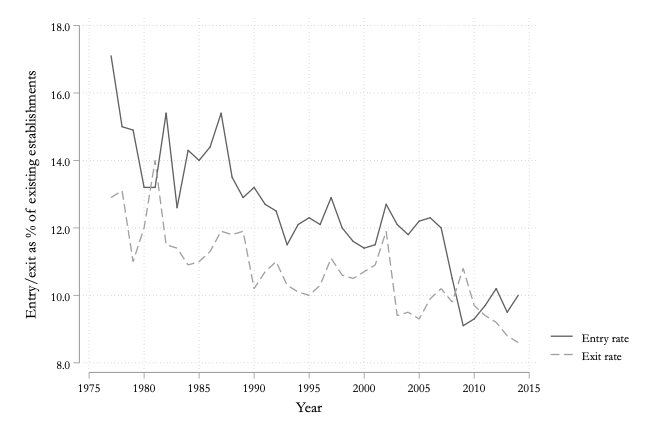 18.0
16.0
14.0
12.0
10.0
8.0
Entry/exit as % of existing establishments
1975 1980 1985 1990 1995 2000 2005 2010 2015
Year
Entry rate
Exit rate